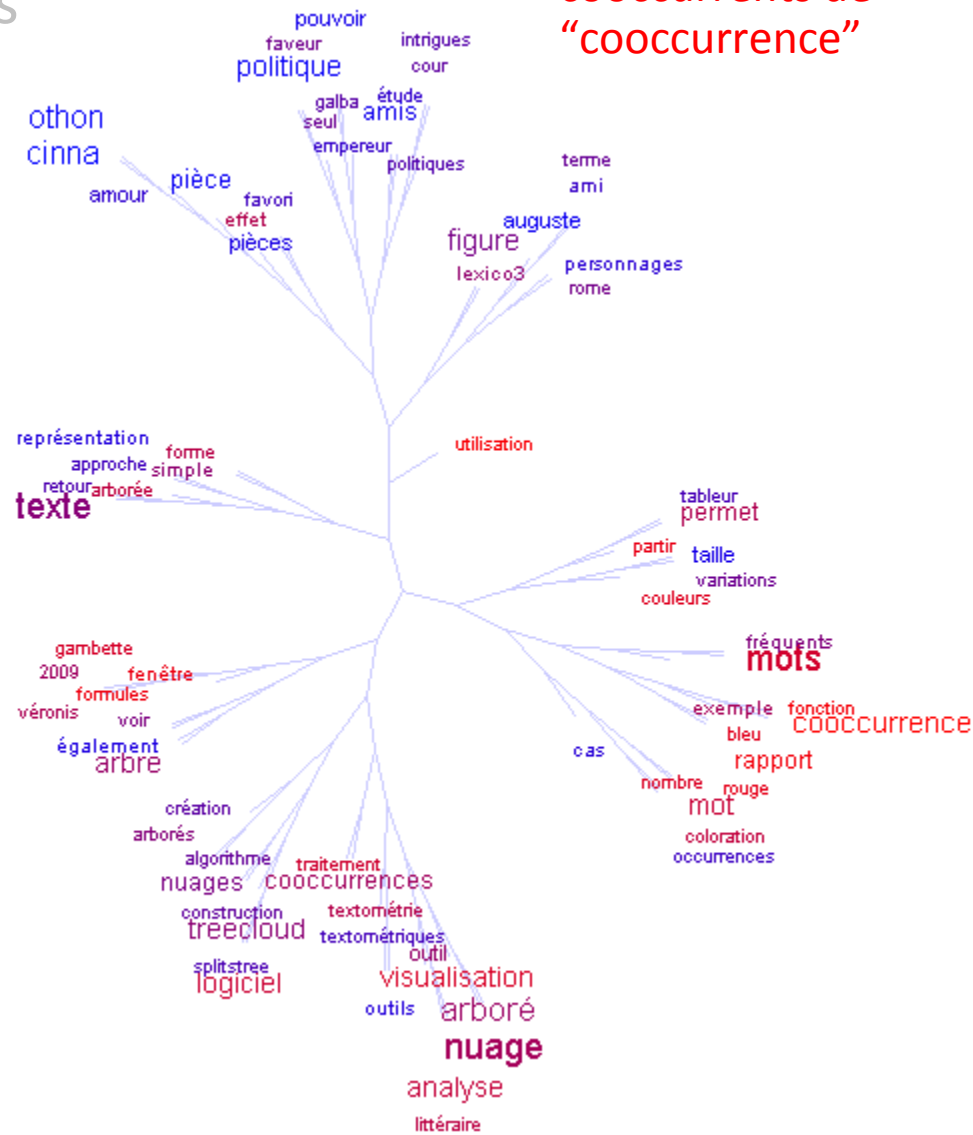 cooccurrents de
“cooccurrence”
pouvoir
faveur
politique
intrigues
cour
galba
seul
étude
amis
empereur
politiques
othon
cinna
amour
pièce
favori
effet
pièces
terme
ami
auguste
figure
lexico3
personnages
rome
utilisation
représentation
forme
approche
simple
retour
arborée
texte
tableur
permet
partir
taille
variations
couleurs
fréquents
mots
exemple
fonction
cooccurrence
bleu
rapport
cas
nombre
rouge
mot
coloration
occurrences
gambette
2009
fenêtre
formules
véronis
voir
également
arbre
création
arborés
algorithme
nuages
traitement
cooccurrences
construction
treecloud
textométrie
textométriques
outil
splitstree
logiciel
visualisation
outils
arboré
nuage
analyse
littéraire